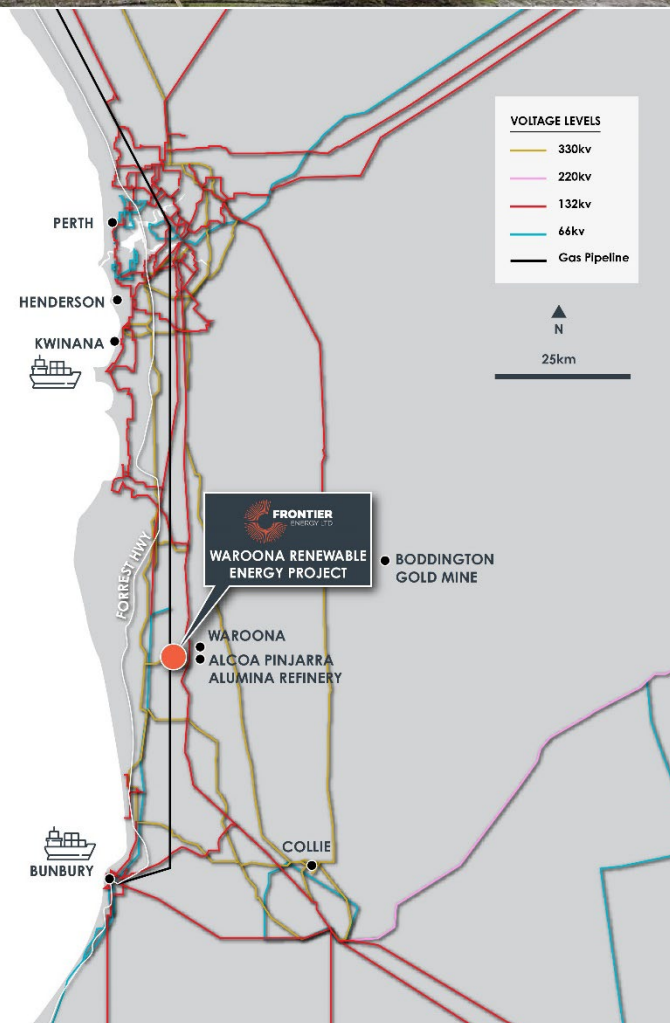 VOLTAGE LEVELS
330kv
220kv
132kv
66kv
Gas Pipeline
N
25km
PERTH
HENDERSON
KWINANA
FRONTIER
ENERGY LTD
WAROONA RENEWABLE
ENERGY PROJECT
BODDINGTON
GOLD MINE
FORREST HWY
WAROONA
ALCOA PINJARRA
ALUMINA REFINERY
COLLIE
BUNBURY